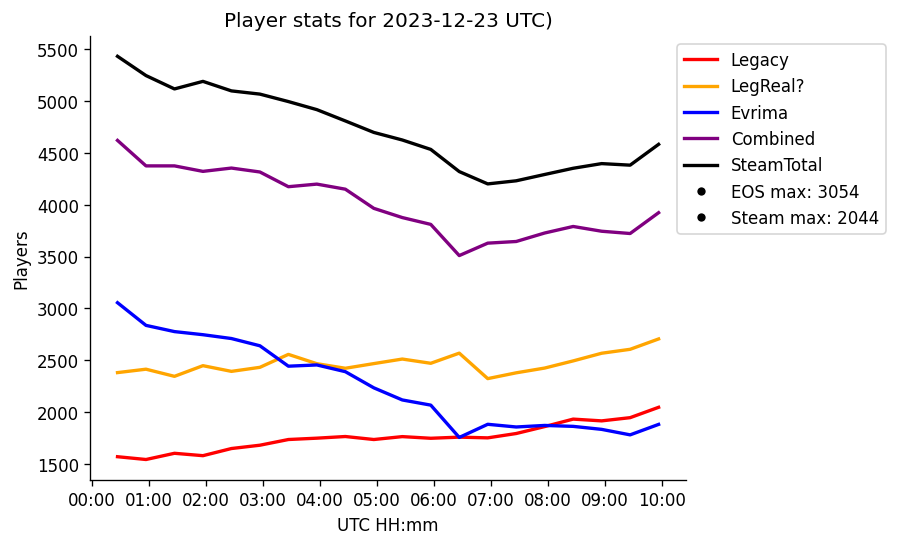 Player stats for 2023-12-23 UTC)
5500
5000
4500
4000
3500
3000
2500
2000
1500
Players
00:00 01:00 02:00 03:00 04:00 05:00 06:00 07:00 08:00 09:00 10:00
UTC HH:mm
Legacy
LegReal?
Evrima
Combined
SteamTotal
EOS max: 3054
Steam max: 2044